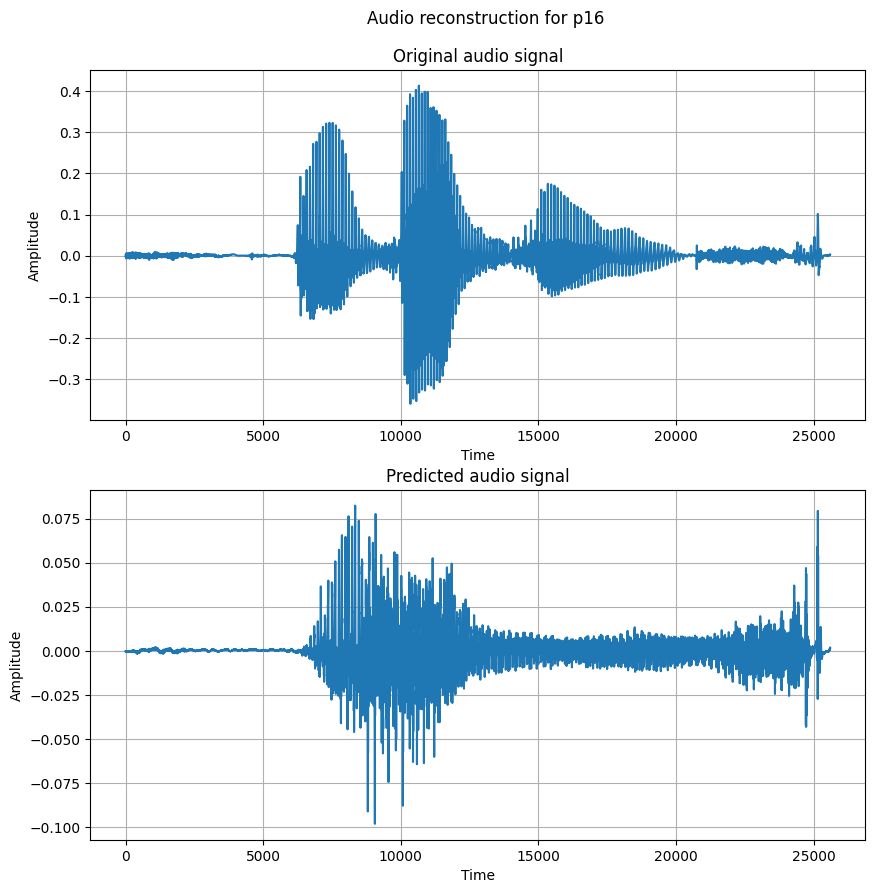 Audio reconstruction for p16
Original audio signal
Amplitude
0.4
0.3
0.2
0.1
0.0
−0.1
−0.2
−0.3
0 5000 10000 15000 20000 25000
Time
Predicted audio signal
Amplitude
0.075
0.050
0.025
0.000
−0.025
−0.050
−0.075
−0.100
0 5000 10000 15000 20000 25000
Time